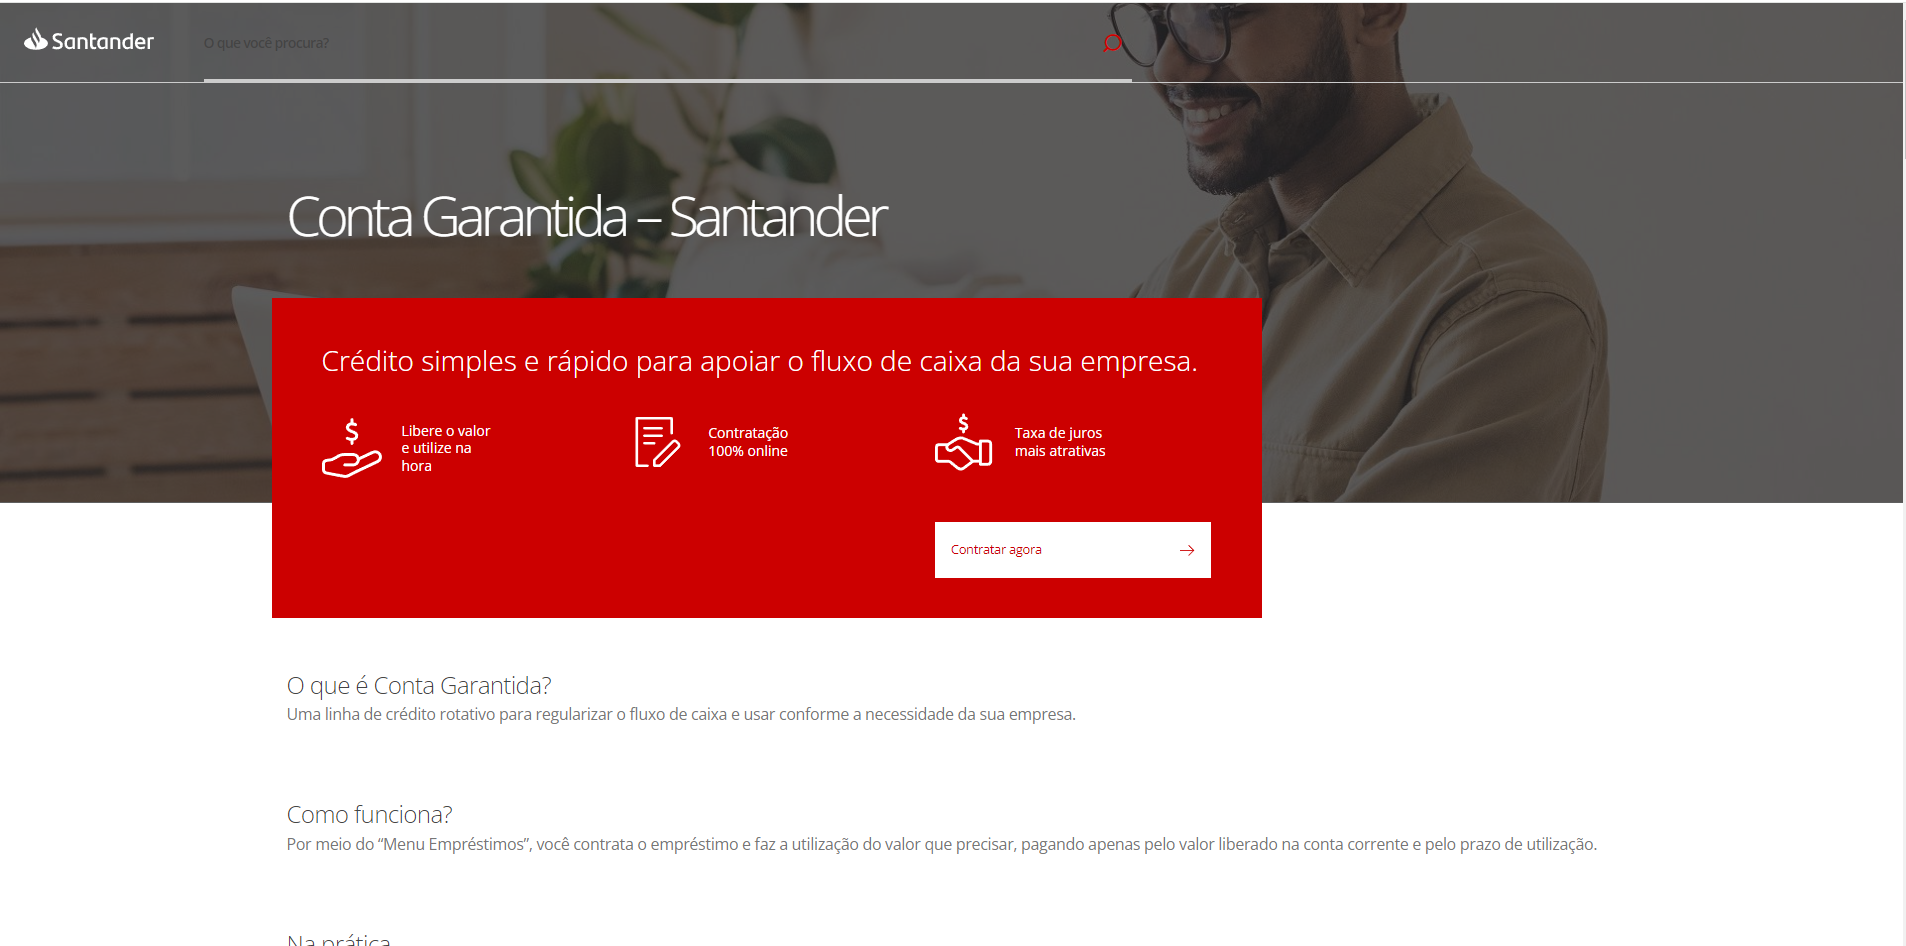 Santander
O que você procura?
Conta Garantida – Santander
Crédito simples e rápido para apoiar o fluxo de caixa da sua empresa.
Libere o valor
e utilize na
hora
Contratação
100% online
Taxa de juros
mais atrativas
Contratar agora
O que é Conta Garantida?
Uma linha de crédito rotativo para regularizar o fluxo de caixa e usar conforme a necessidade da sua empresa.
Como funciona?
Por meio do “Menu Empréstimos”, você contrata o empréstimo e faz a utilização do valor que precisar, pagando apenas pelo valor liberado na conta corrente e pelo prazo de utilização.
Na prática